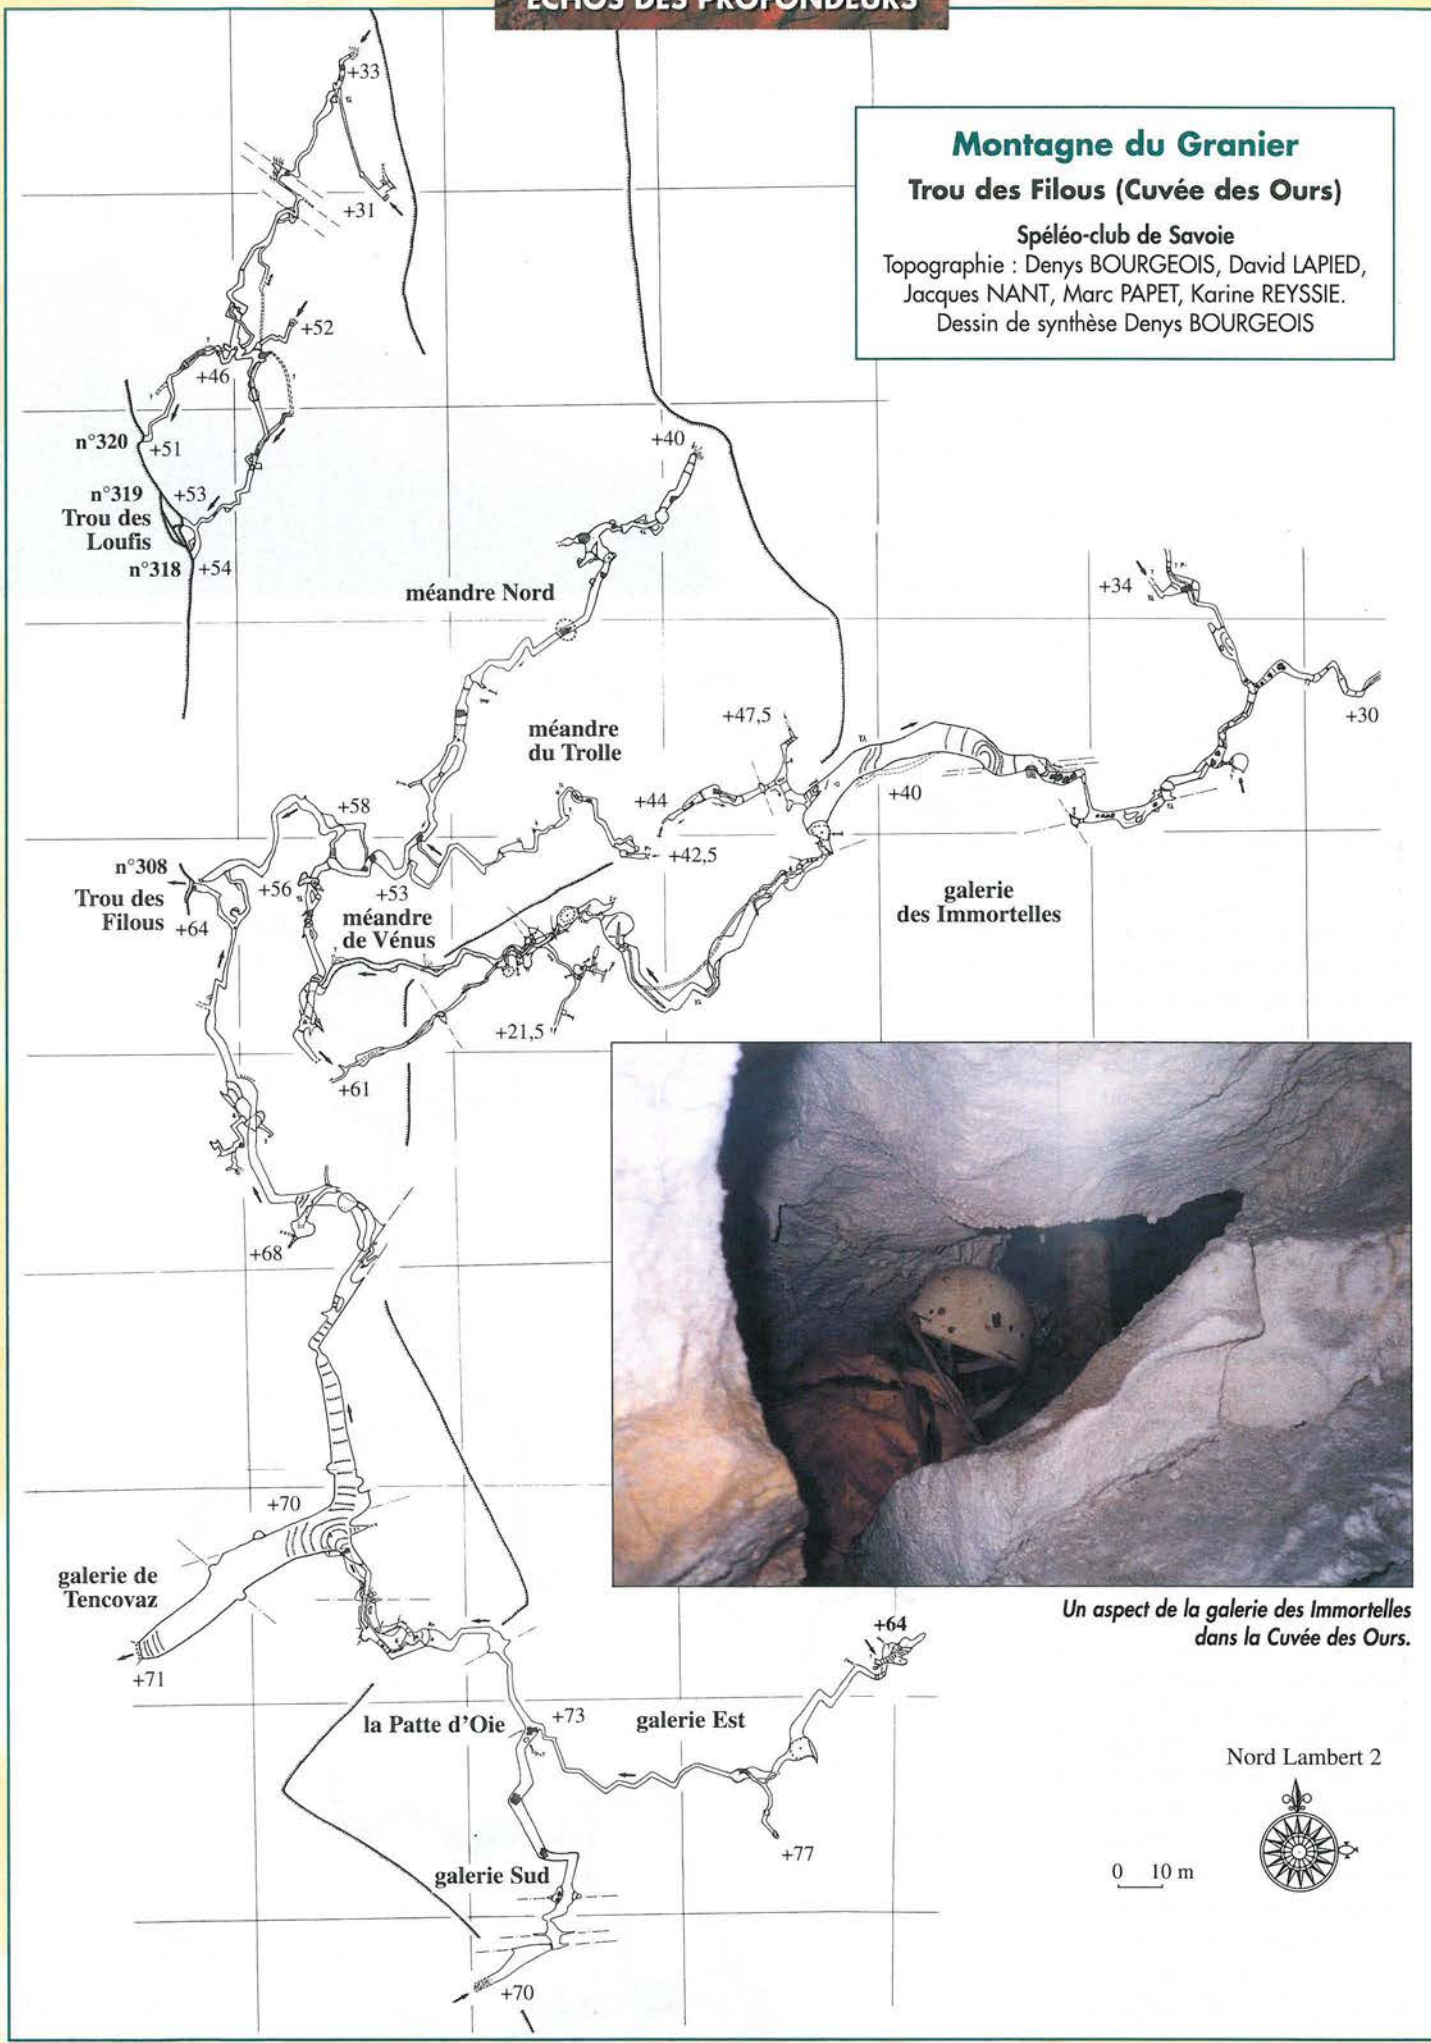 ÉCHOS DES PROFONDEURS
Montagne du Granier
Trou des Filous (Cuvée des Ours)
Spéléo-club de Savoie
Topographie : Denys BOURGEOIS, David LAPIED,
Jacques NANT, Marc PAPET, Karine REYSSIE.
Dessin de synthèse Denys BOURGEOIS
+33
+31
+52
+46
n°320
+51
n°319
+53
Trou des
Loufis
n°318
+54
+40
méandre Nord
+34
+30
+47,5
méandre
du Trolle
+44
+40
+58
+42,5
n°308
Trou des
Filous
+64
+56
+53
méandre
de Vénus
galerie
des Immortelles
+21,5
+61
+68
+70
galerie de
Tencovaz
+71
Un aspect de la galerie des Immortelles
dans la Cuvée des Ours.
+64
la Patte d'Oie
+73
galerie Est
+77
galerie Sud
+70
Nord Lambert 2
0 10 m